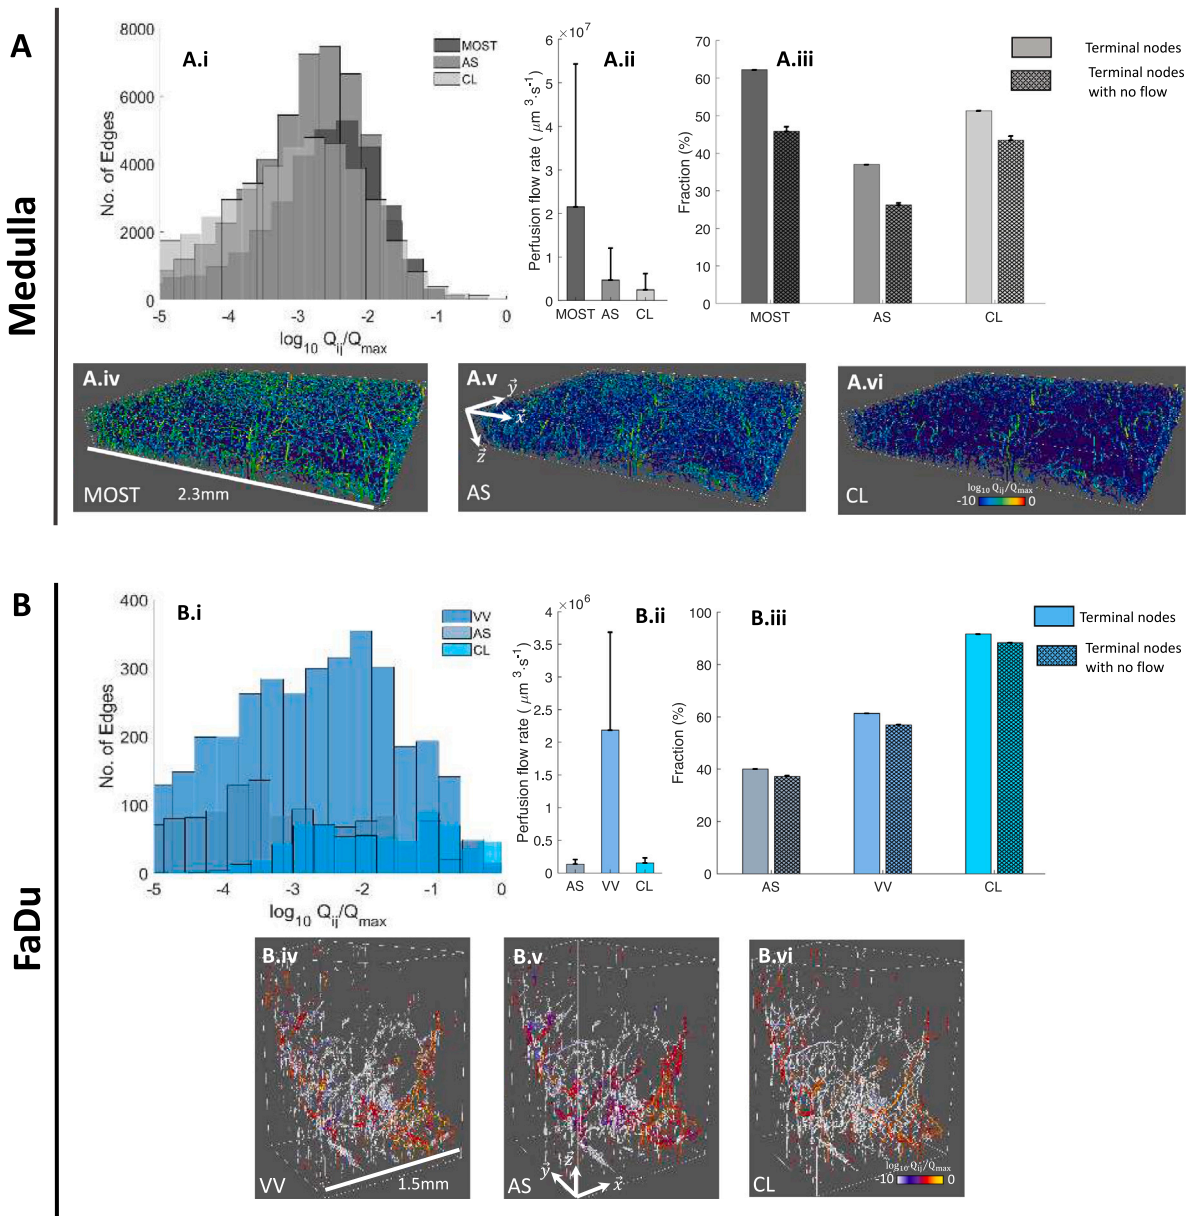 A
Medulla
A.i
8000
6000
4000
2000
0
No. of Edges
-5 -4 -3 -2 -1 0
log10 Qij/Qmax
MOST
AS
CL
A.ii
×10^7
6
5
4
3
2
1
0
Perfusion flow rate ( μm 3·s-1)
MOST AS CL
A.iii
70
60
50
40
30
20
10
0
Fraction (%)
MOST AS CL
Terminal nodes
Terminal nodes
with no flow
A.iv
MOST
2.3mm
A.v
y
x
z
AS
A.vi
CL
log10 Qij/Qmax
-10 0
B
FaDu
B.i
400
300
200
100
0
No. of Edges
-5 -4 -3 -2 -1 0
log10 Qij/Qmax
VV
AS
CL
B.ii
×10^6
4
3.5
3
2.5
2
1.5
1
0.5
0
Perfusion flow rate ( μm 3·s-1)
AS VV CL
B.iii
100
80
60
40
20
0
Fraction (%)
AS VV CL
Terminal nodes
Terminal nodes
with no flow
B.iv
VV
1.5mm
B.v
AS
y
z
x
B.vi
CL
log10 Qij/Qmax
-10 0